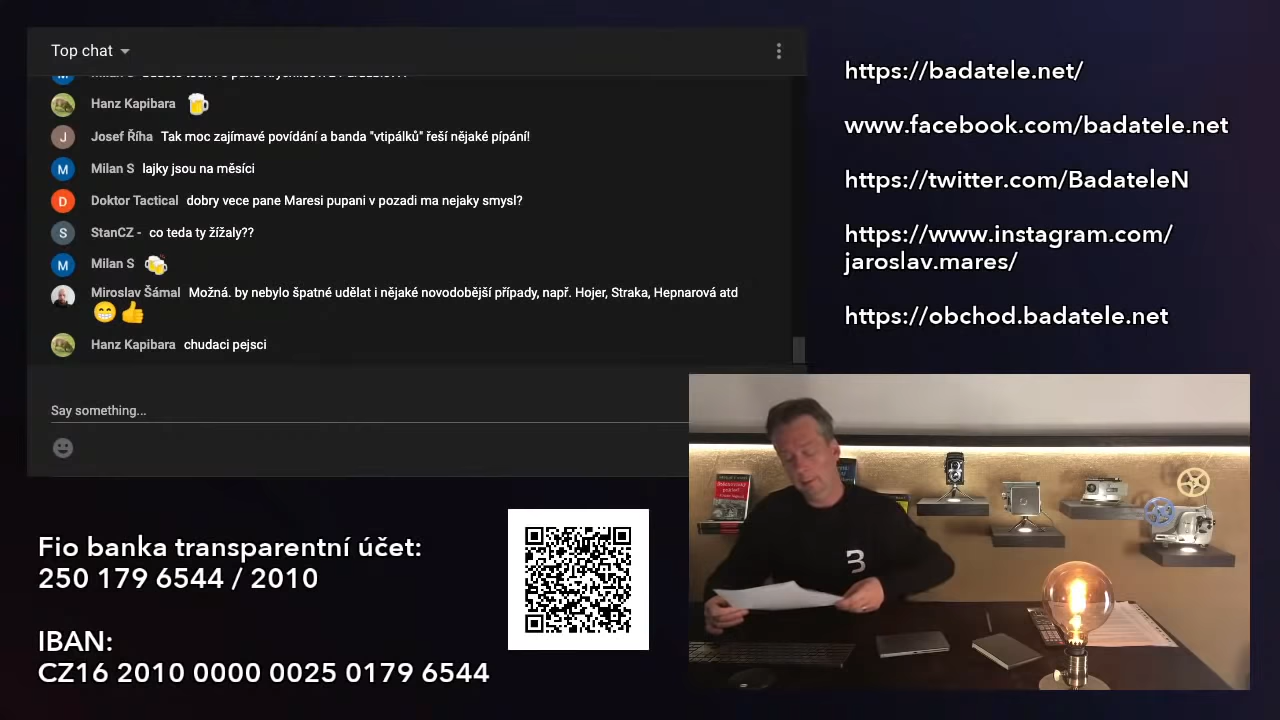 Top chat
Hanz Kapibara
Josef Říha Tak moc zajímavé povídání a banda "vtipálků" řeší nějaké pípání!
Milan S lajky jsou na měsíci
Doktor Tactical dobry vece pane Maresi pupani v pozadi ma nejaky smysl?
StanCZ - co teda ty žížaly??
Milan S
Miroslav Šámal Možná. by nebylo špatné udělat i nějaké novodobější případy, např. Hojer, Straka, Hepnarová atd
Hanz Kapibara chudaci pejsci
Say something...
https://badatele.net/
www.facebook.com/badatele.net
https://twitter.com/BadateleN
https://www.instagram.com/
jaroslav.mares/
https://obchod.badatele.net
Fio banka transparentní účet:
250 179 6544 / 2010
IBAN:
CZ16 2010 0000 0025 0179 6544